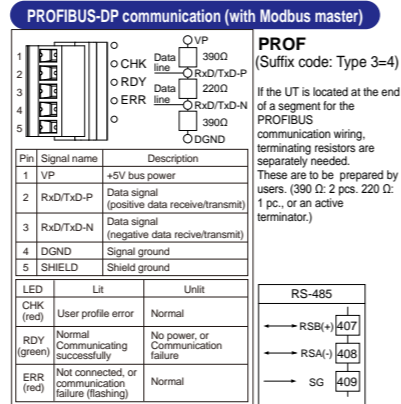 PROFIBUS-DP communication (with Modbus master)
1
2
3
4
5
CHK
RDY
ERR
VP
Data
line
390Ω
RxD/TxD-P
Data
line
220Ω
RxD/TxD-N
390Ω
DGND
PROF
(Suffix code: Type 3=4)
If the UT is located at the end
of a segment for the
PROFIBUS
communication wiring,
terminating resistors are
separately needed.
These are to be prepared by
users. (390 Ω: 2 pcs. 220 Ω:
1 pc., or an active
terminator.)
Pin Signal name Description
1 VP +5V bus power
2 RxD/TxD-P Data signal
(positive data receive/transmit)
3 RxD/TxD-N Data signal
(negative data recive/transmit)
4 DGND Signal ground
5 SHIELD Shield ground
LED Lit Unlit
CHK
(red) User profile error Normal
RDY
(green) Normal
Communicating
successfully No power, or
Communication
failure
ERR
(red) Not connected, or
communication
failure (flashing) Normal
RS-485
RSB(+) 407
RSA(-) 408
SG 409